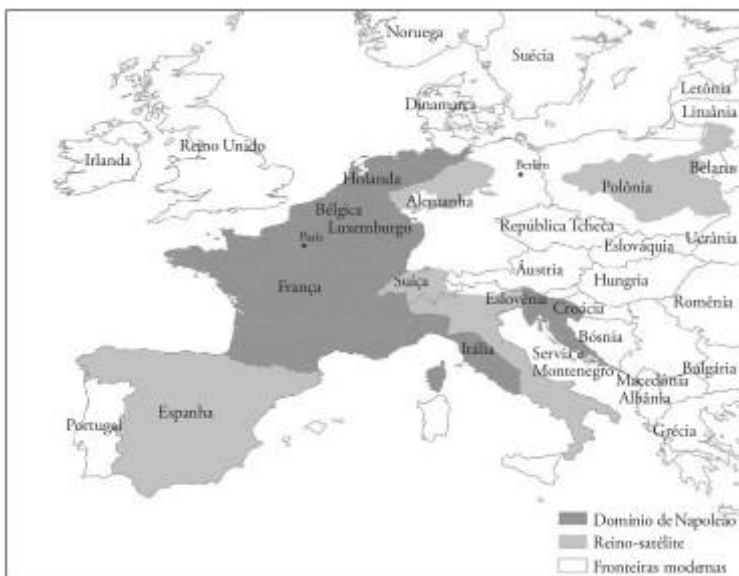 Noruega
Suécia
Letônia
Lituânia
Dinamarca
Irlanda
Reino Unido
Belarus
Berlim
Holanda
Polônia
Alemanha
Bélgica
Luxemburgo
Paris
República Tcheca
Ucrânia
Eslováquia
Áustria
Suíça
Hungria
França
Eslovênia
Croácia
Romênia
Bósnia
Itália
Sérvia e
Montenegro
Bulgária
Macedônia
Albânia
Portugal
Espanha
Grécia
Domínio de Napoleão
Reino-satélite
Fronteiras modernas